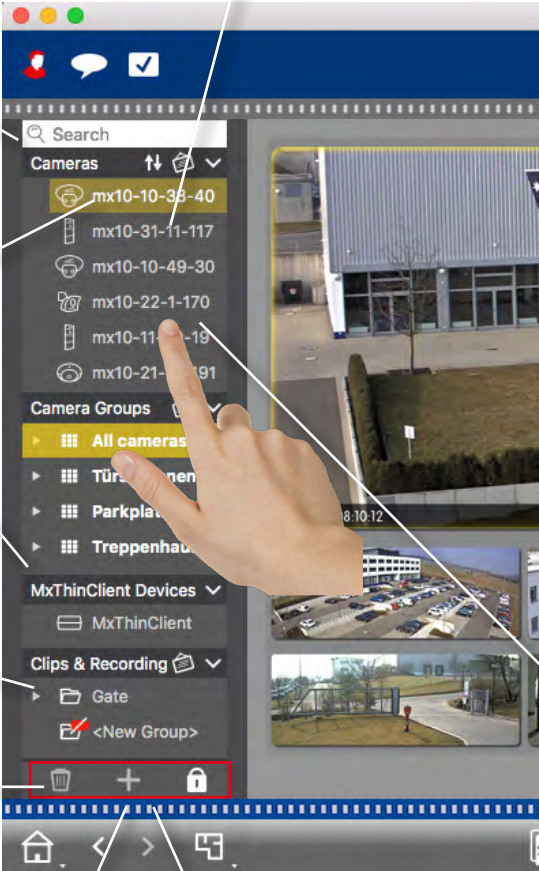 Search
Cameras
mx10-10-38-40
mx10-31-11-117
mx10-10-49-30
mx10-22-1-170
Camera Groups
All cameras
MxThinClient Devices
MxThinClient
Clips & Recording
Gate
<New Group>